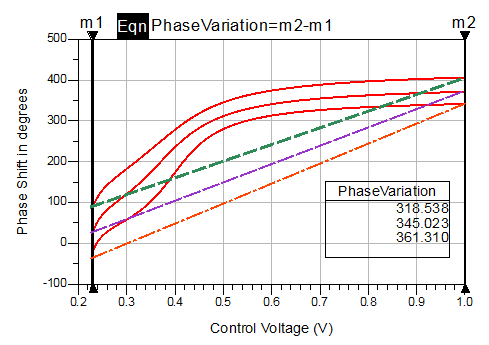 m1
m2
Eqn PhaseVariation=m2-m1
500
400
300
200
100
0
-100
Phase Shift in degrees
PhaseVariation
318.538
345.023
361.310
0.2 0.3 0.4 0.5 0.6 0.7 0.8 0.9 1.0
Control Voltage (V)